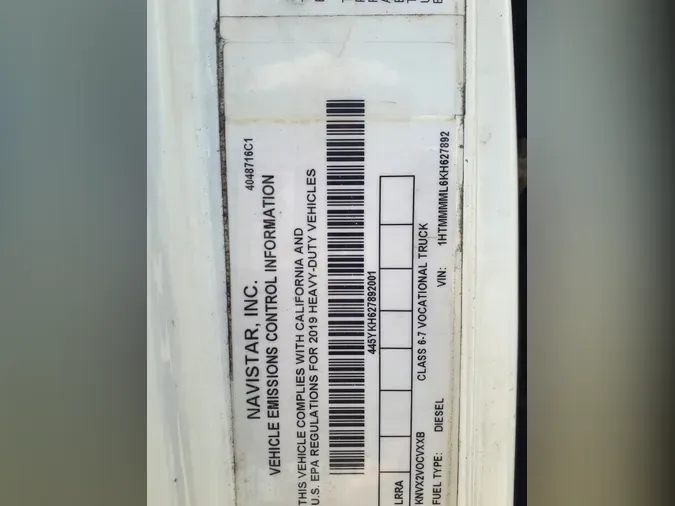 4048716C1
NAVISTAR, INC.
VEHICLE EMISSIONS CONTROL INFORMATION
THIS VEHICLE COMPLIES WITH CALIFORNIA AND
U.S. EPA REGULATIONS FOR 2019 HEAVY-DUTY VEHICLES
445YKH627892001
LRRA
KNVX2VOCVXXB CLASS 6-7 VOCATIONAL TRUCK
FUEL TYPE: DIESEL VIN: 1HTMMMML6KH627892